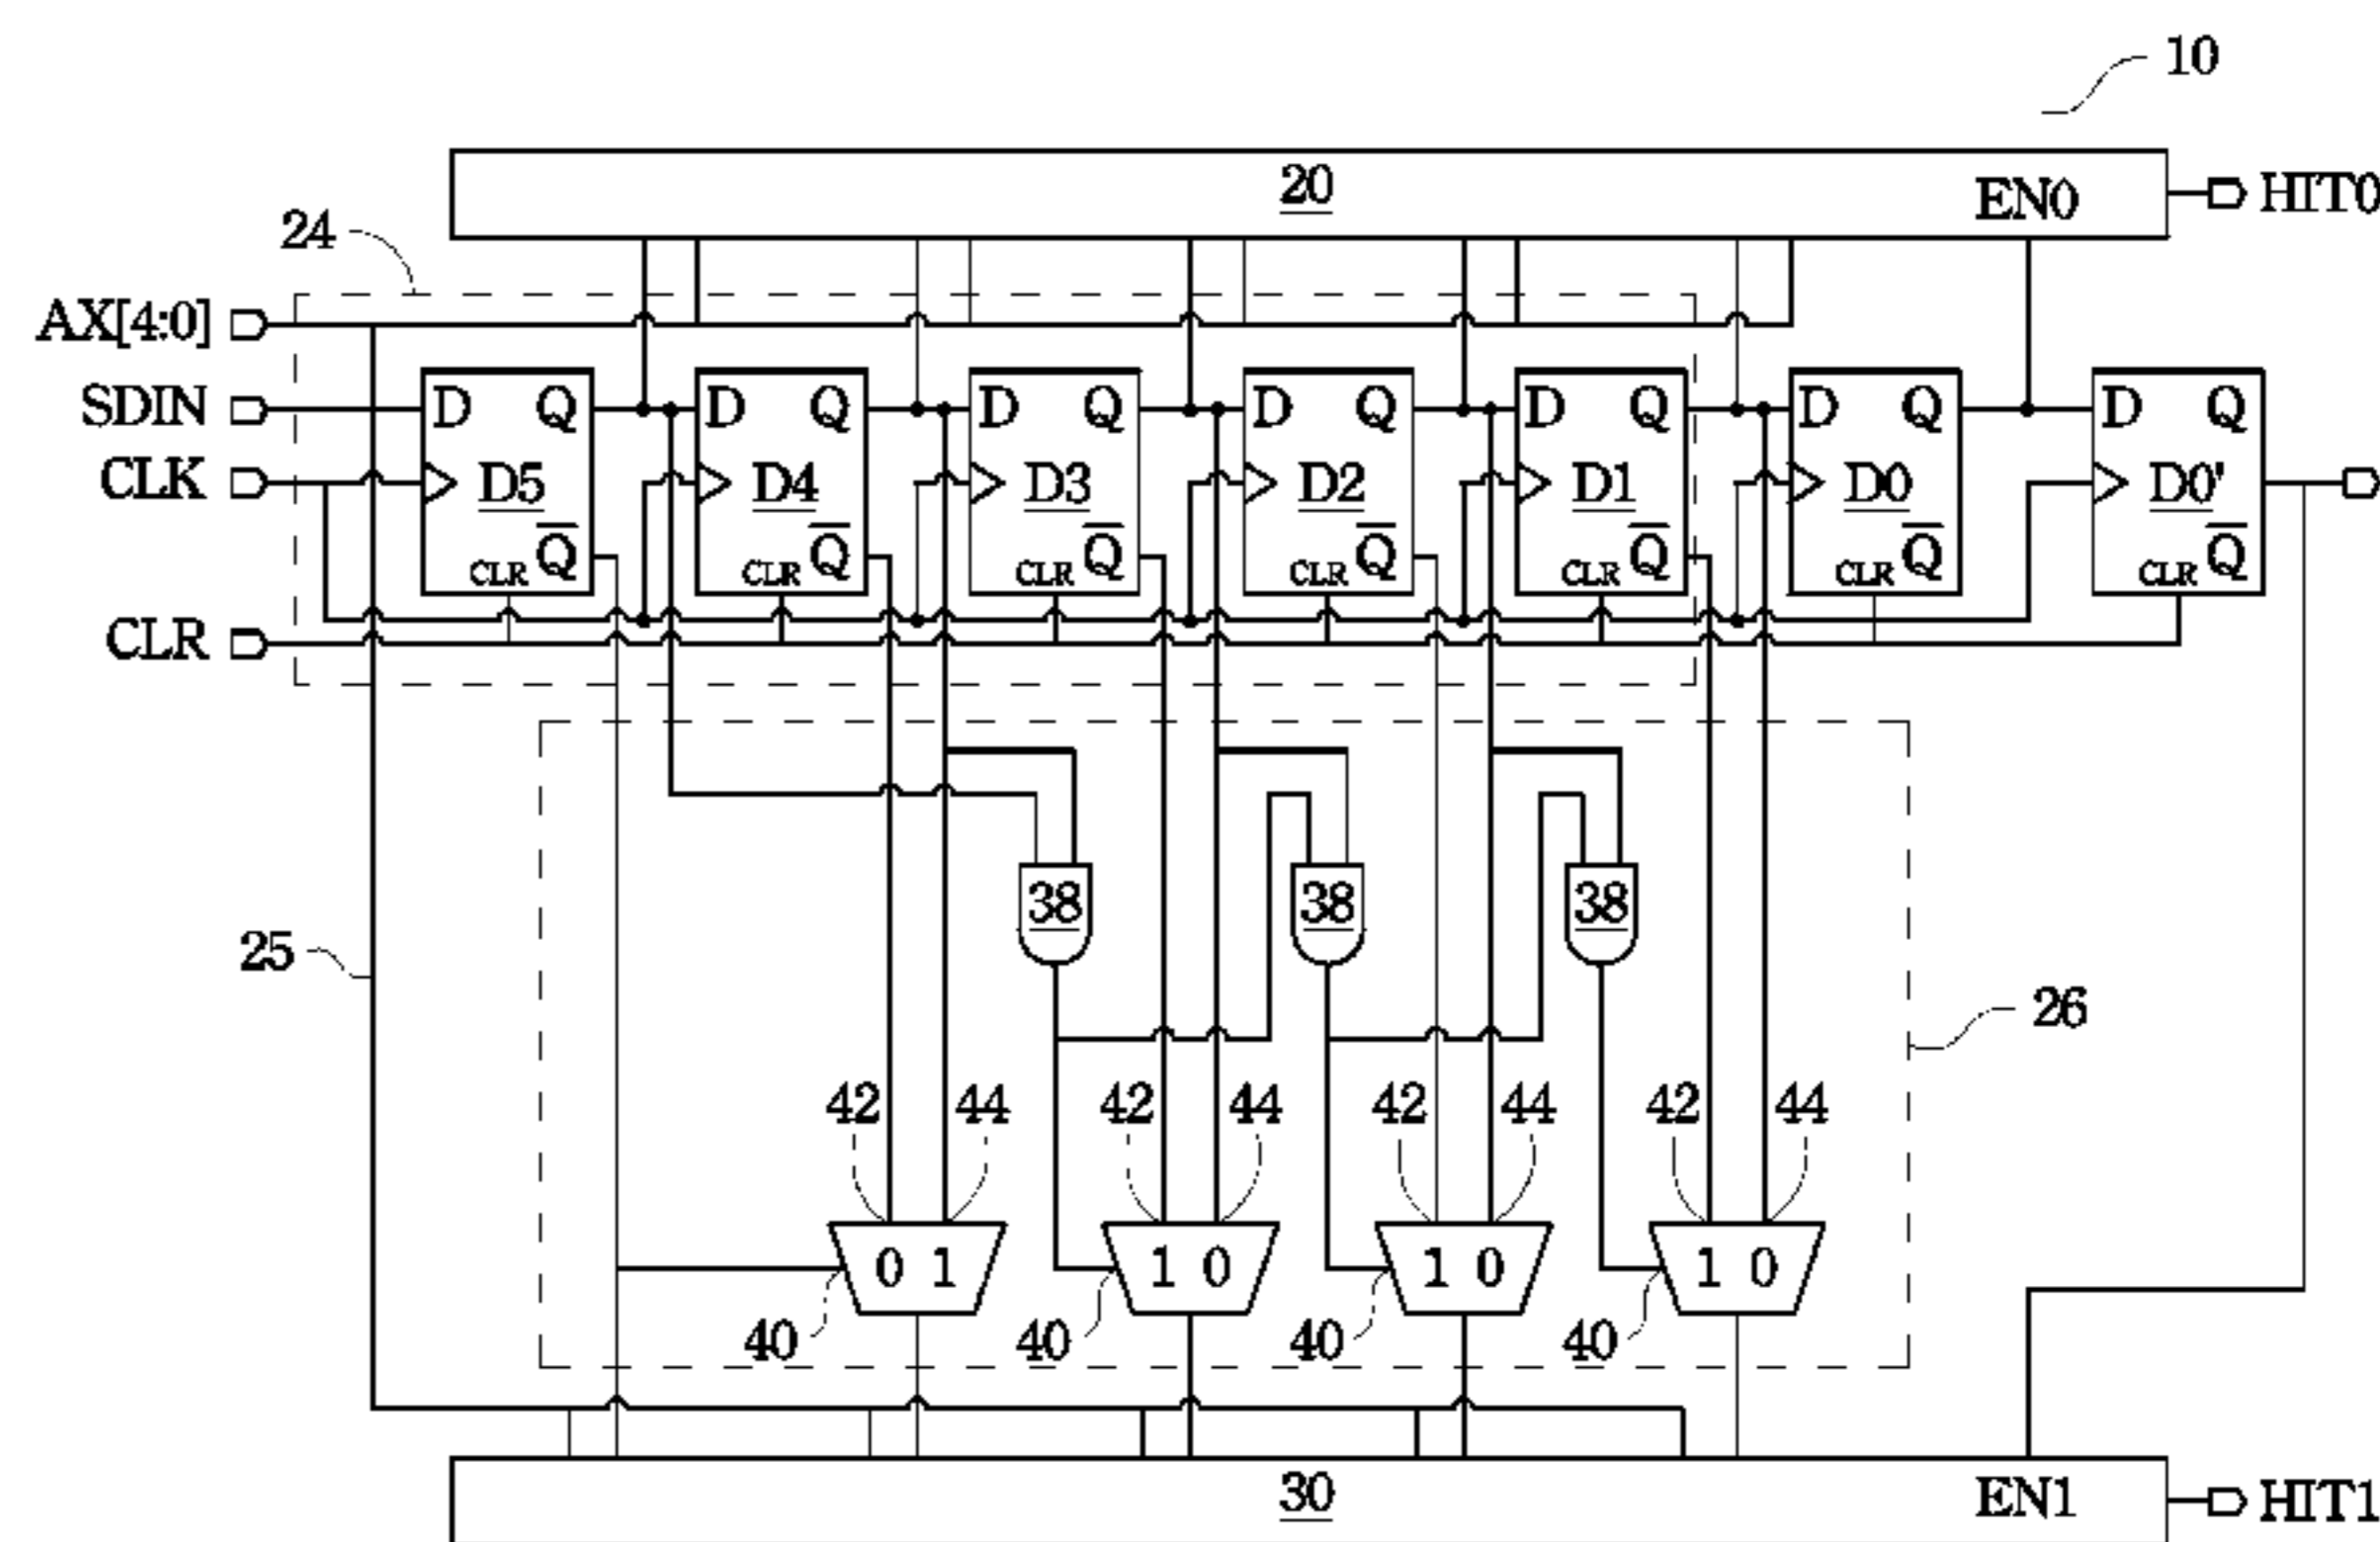 10
20
EN0
HIT0
24
AX[4:0]
SDIN
CLK
CLR
D Q D5 Q̅ CLR
D Q D4 Q̅ CLR
D Q D3 Q̅ CLR
D Q D2 Q̅ CLR
D Q D1 Q̅ CLR
D Q D0 Q̅ CLR
D Q D0' Q̅ CLR
38 38 38
25
26
42 44 42 44 42 44 42 44
0 1 1 0 1 0 1 0
40 40 40 40
30
EN1
HIT1